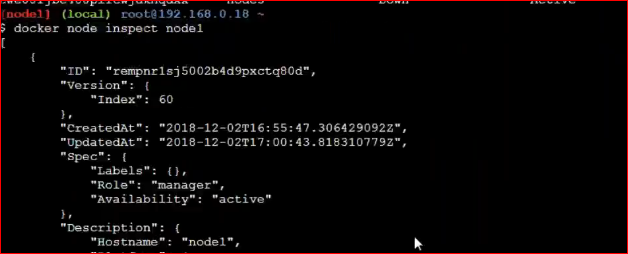 Down Active
[node1] (local) root@192.168.0.18 ~
$ docker node inspect node1
[
    {
        "ID": "rempnr1sj5002b4d9pxctq80d",
        "Version": {
            "Index": 60
        },
        "CreatedAt": "2018-12-02T16:55:47.306429092Z",
        "UpdatedAt": "2018-12-02T17:00:43.818310779Z",
        "Spec": {
            "Labels": {},
            "Role": "manager",
            "Availability": "active"
        },
        "Description": {
            "Hostname": "node1",